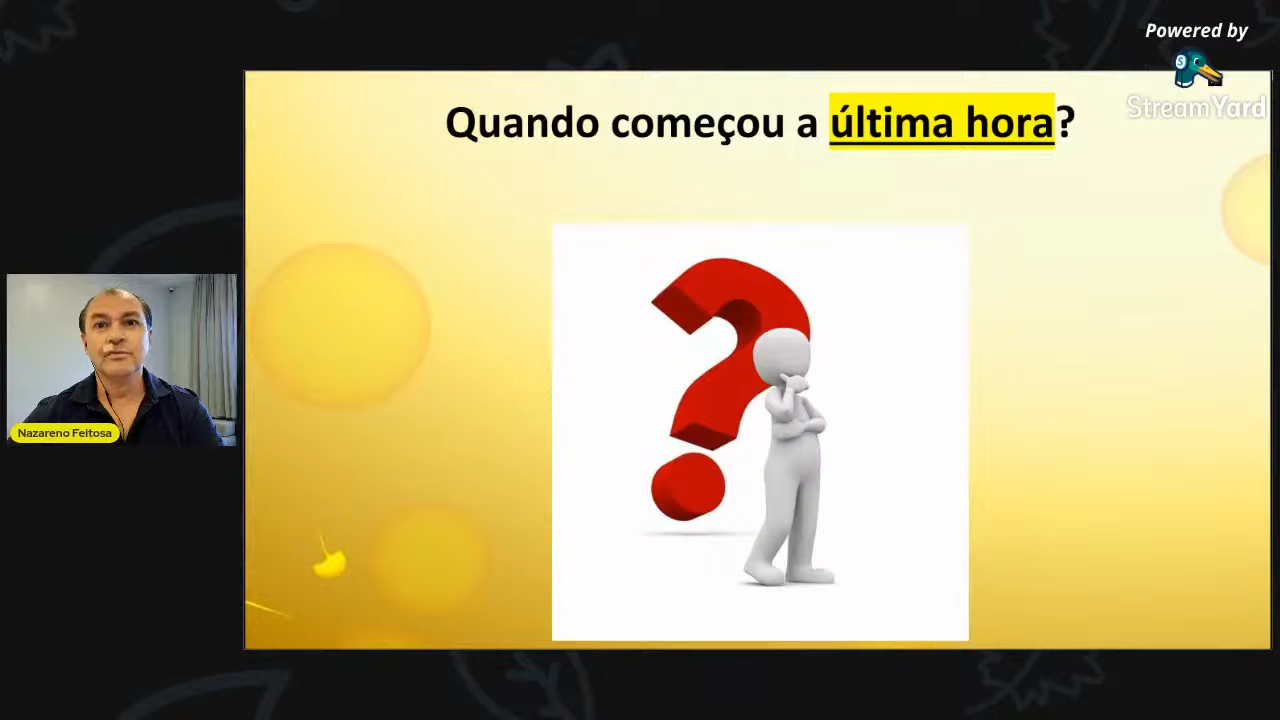 Powered by
StreamYard
Quando começou a última hora?
Nazareno Feitosa